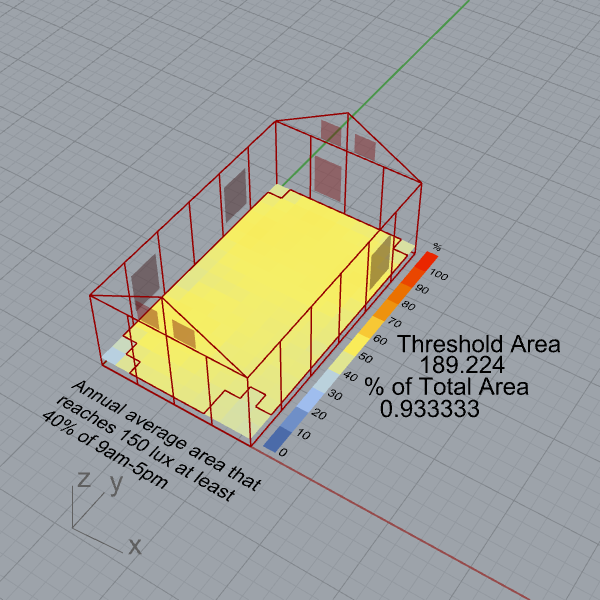 %
100
90
80
70
60
50
40
30
20
10
0
Threshold Area
189.224
% of Total Area
0.933333
Annual average area that
reaches 150 lux at least
40% of 9am-5pm
z
y
x